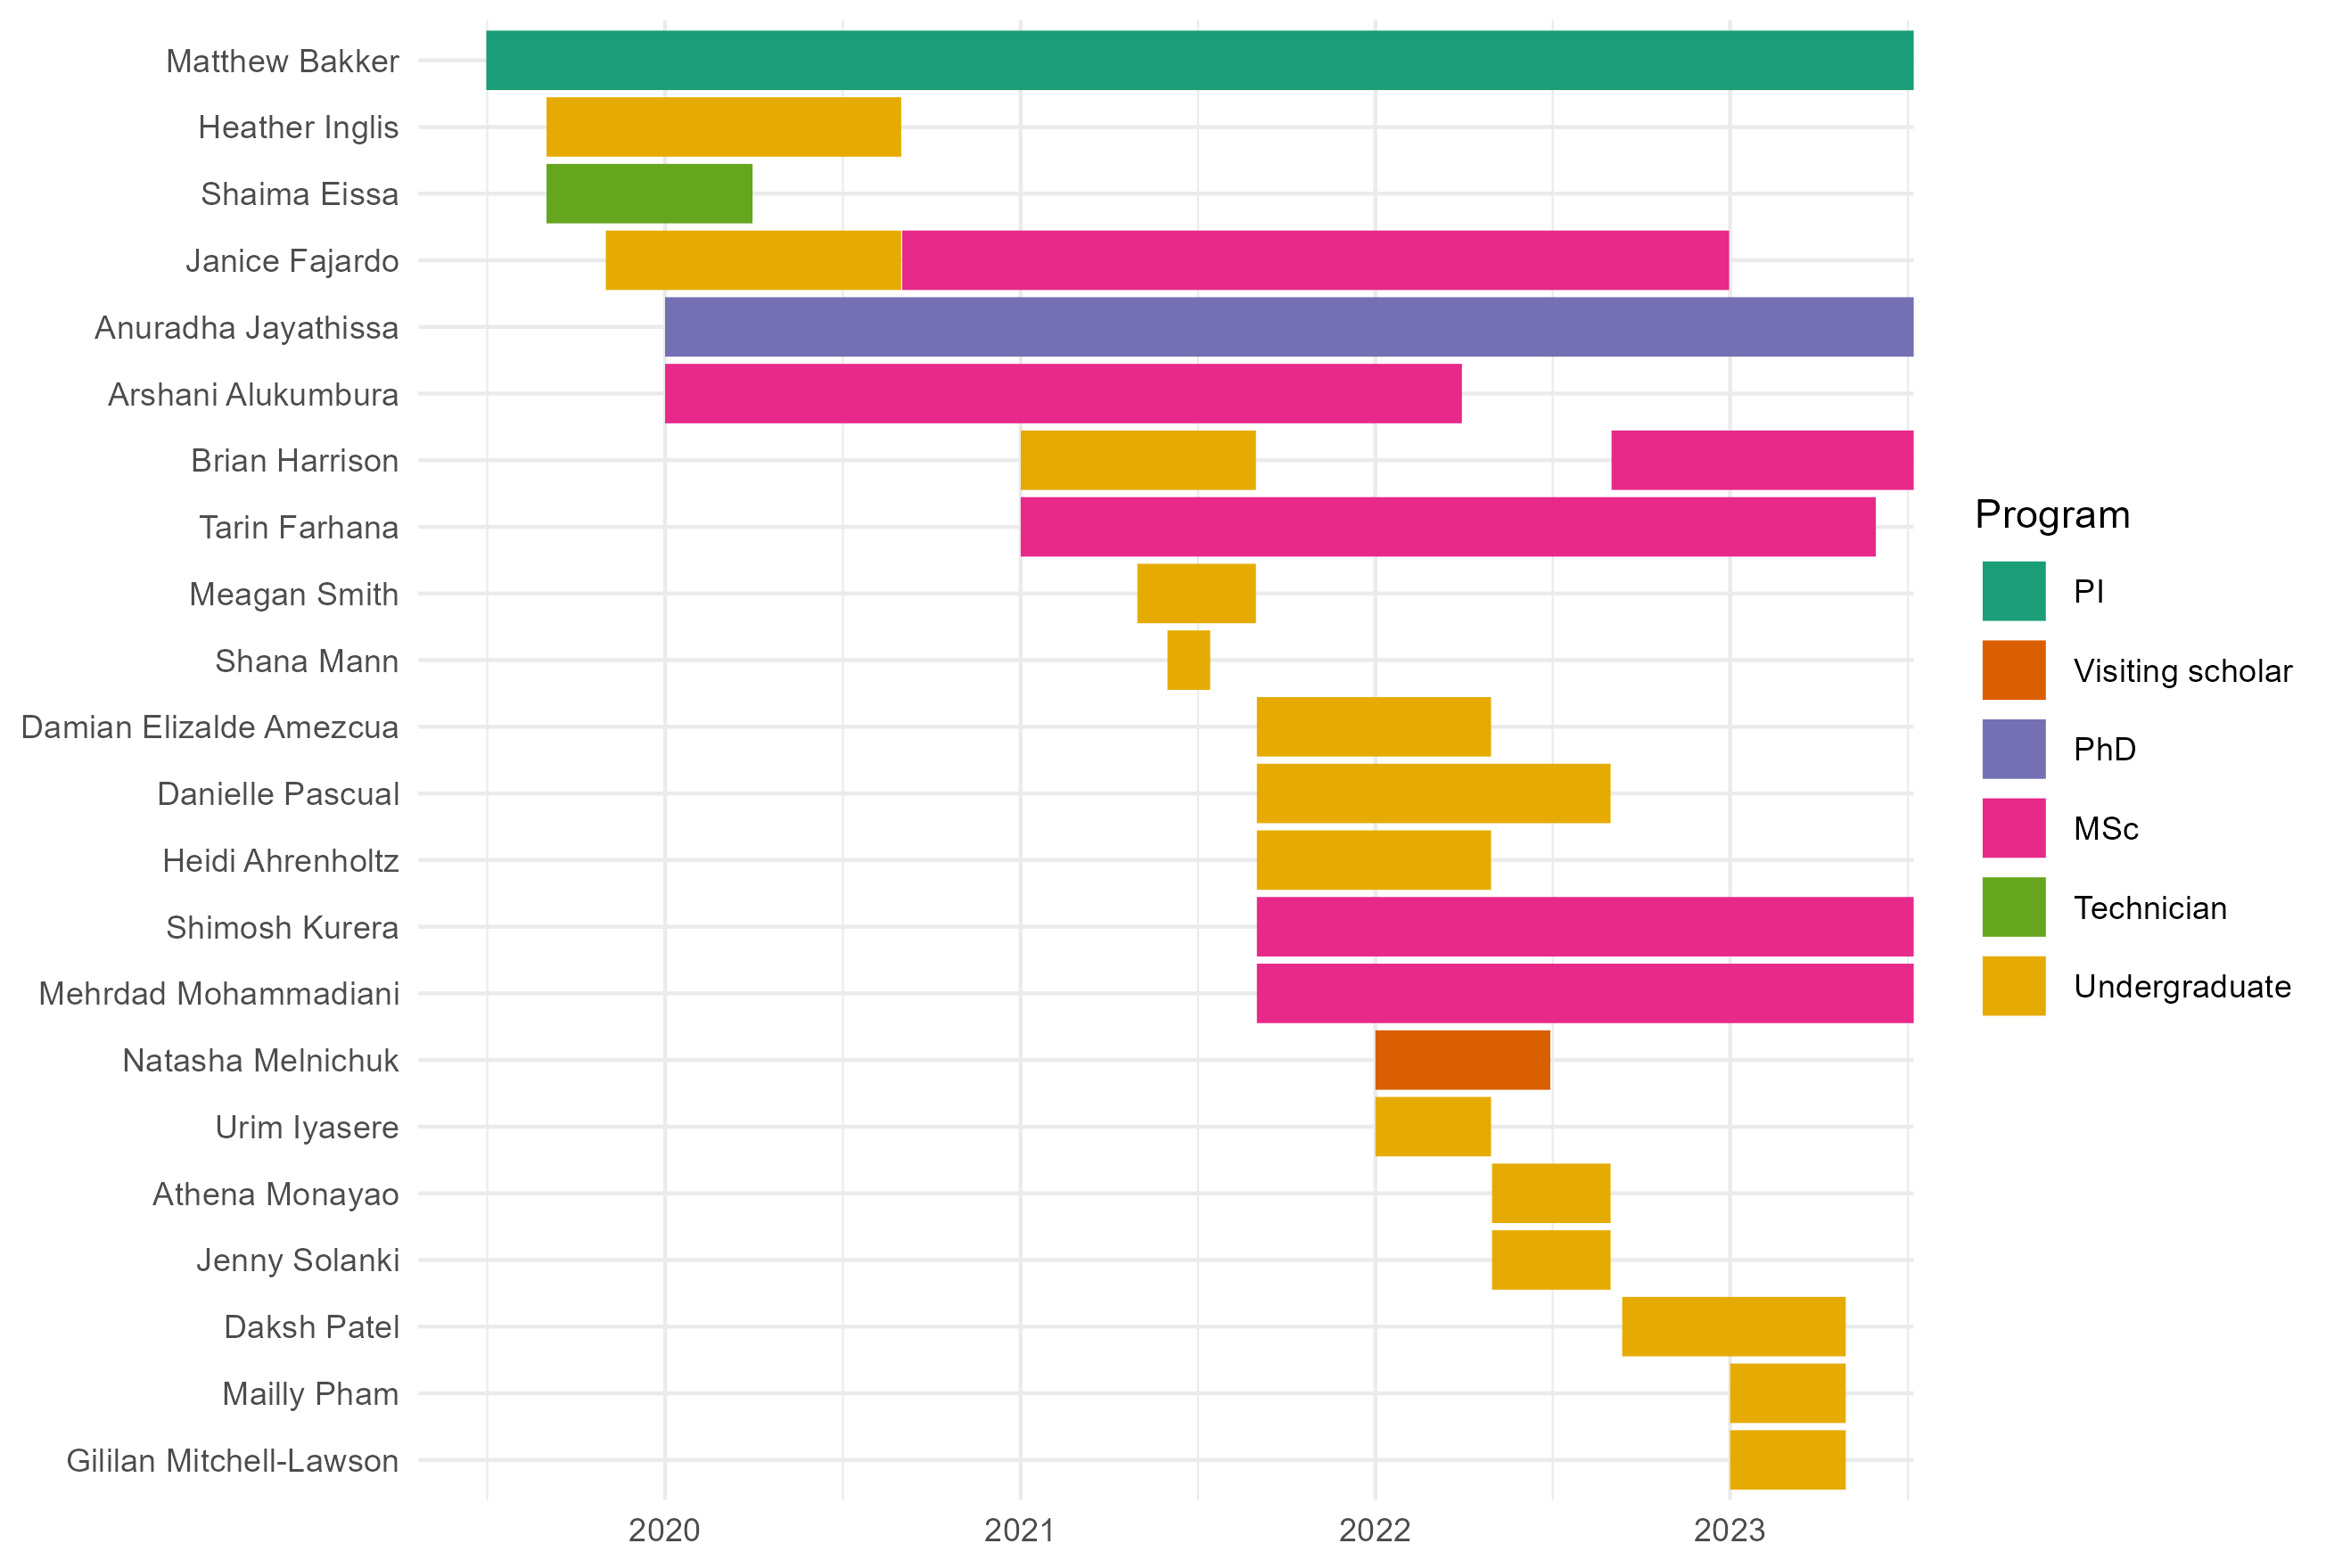 Matthew Bakker
Heather Inglis
Shaima Eissa
Janice Fajardo
Anuradha Jayathissa
Arshani Alukumbura
Brian Harrison
Tarin Farhana
Meagan Smith
Shana Mann
Damian Elizalde Amezcua
Danielle Pascual
Heidi Ahrenholtz
Shimosh Kurera
Mehrdad Mohammadiani
Natasha Melnichuk
Urim Iyasere
Athena Monayao
Jenny Solanki
Daksh Patel
Mailly Pham
Gililan Mitchell-Lawson
2020 2021 2022 2023
Program
PI
Visiting scholar
PhD
MSc
Technician
Undergraduate